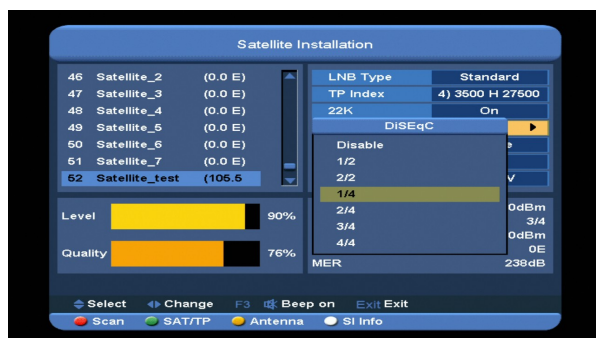 Satellite Installation
46 Satellite_2 (0.0 E)
47 Satellite_3 (0.0 E)
48 Satellite_4 (0.0 E)
49 Satellite_5 (0.0 E)
50 Satellite_6 (0.0 E)
51 Satellite_7 (0.0 E)
52 Satellite_test (105.5
LNB Type Standard
TP Index 4) 3500 H 27500
22K On
DiSEqC
Disable
1/2
2/2
1/4
2/4
3/4
4/4
e
V
Level 90%
Quality 76%
0dBm
3/4
0dBm
0E
MER 238dB
Select Change F3 Beep on Exit Exit
Scan SAT/TP Antenna SI Info